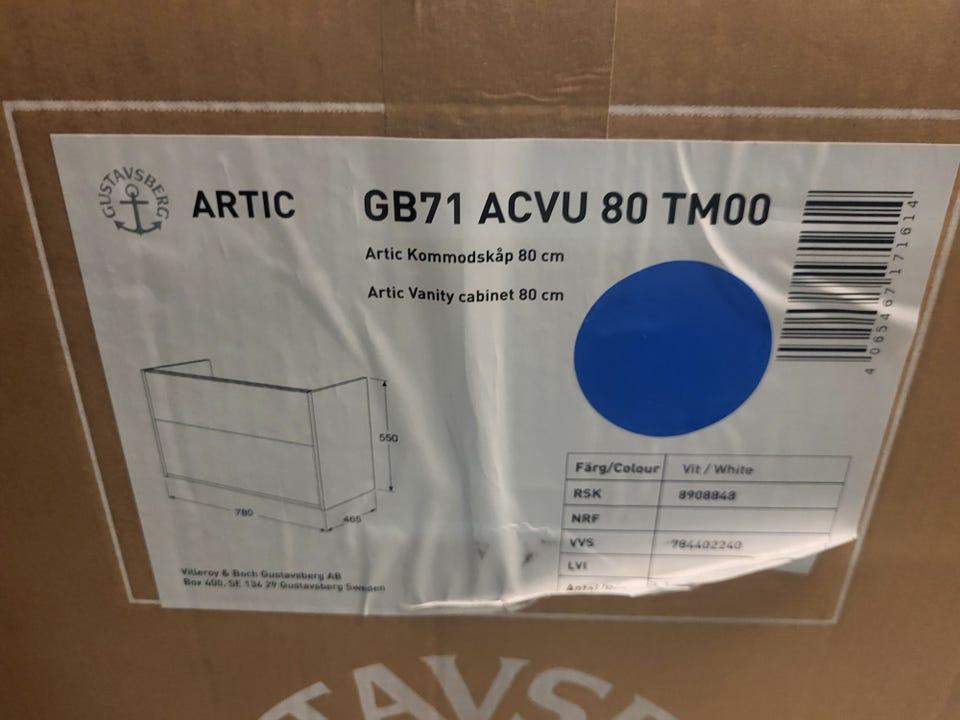 GUSTAVSBERG
ARTIC
GB71 ACVU 80 TM00
Artic Kommodskåp 80 cm
Artic Vanity cabinet 80 cm
4 065467 171614
550
780
465
Färg/Colour Vit / White
RSK 8908848
NRF
VVS 784402240
LVI
Villeroy & Boch Gustavsberg AB
Box 400, SE 134 29 Gustavsberg Sweden
TAVSB